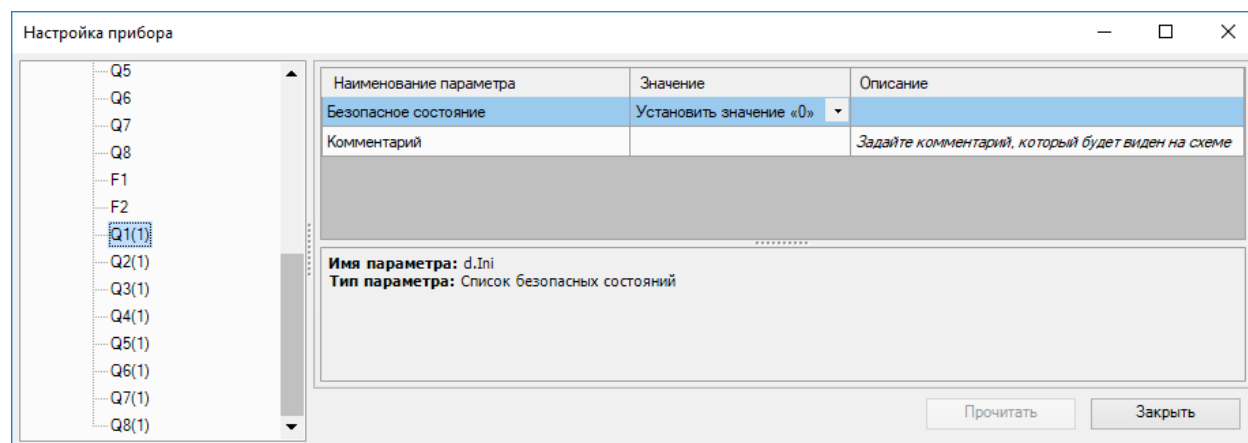 Настройка прибора
Q5
Q6
Q7
Q8
F1
F2
Q1(1)
Q2(1)
Q3(1)
Q4(1)
Q5(1)
Q6(1)
Q7(1)
Q8(1)
Наименование параметра Значение Описание
Безопасное состояние Установить значение «0»
Комментарий Задайте комментарий, который будет виден на схеме
Имя параметра: d.Ini
Тип параметра: Список безопасных состояний
Прочитать Закрыть